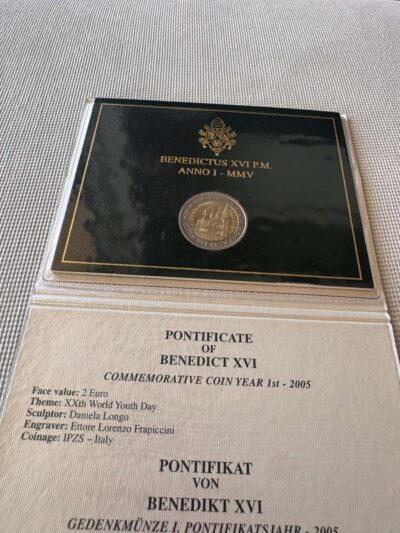 BENEDICTUS XVI P.M.
ANNO I - MMV
PONTIFICATE
OF
BENEDICT XVI
COMMEMORATIVE COIN YEAR 1st - 2005
Face value: 2 Euro
Theme: XXth World Youth Day
Sculptor: Daniela Longo
Engraver: Ettore Lorenzo Frapiccini
Coinage: IPZS – Italy
PONTIFIKAT
VON
BENEDIKT XVI
GEDENKMÜNZE I. PONTIFIKATSJAHR - 2005